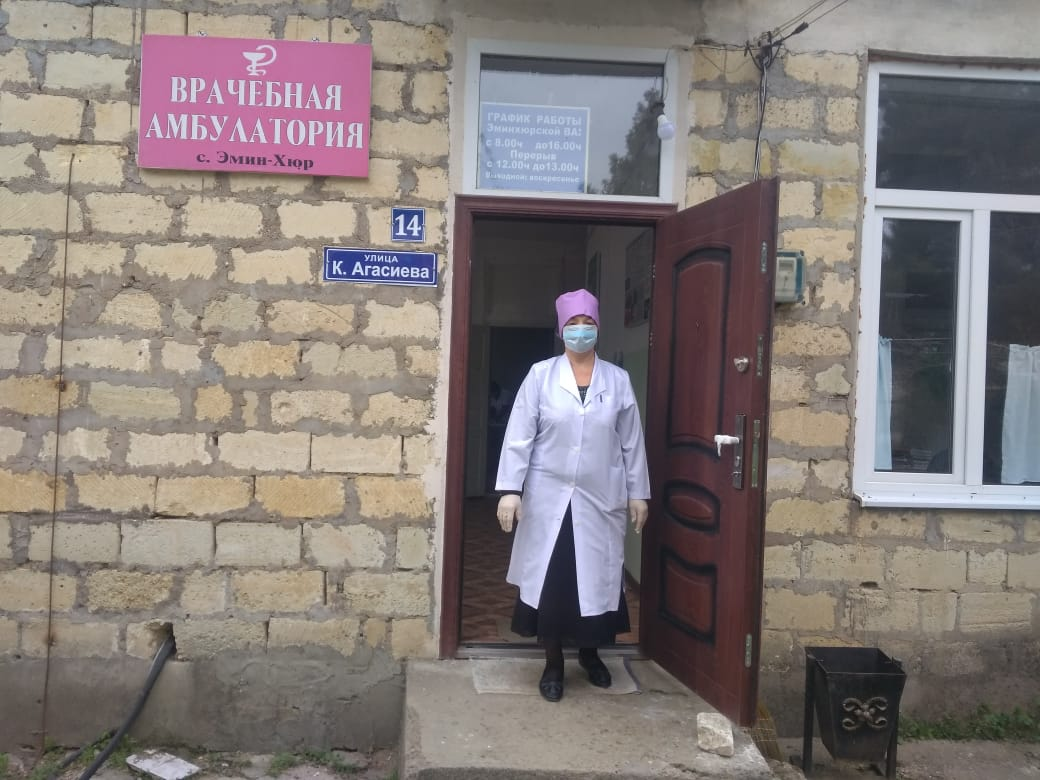 ВРАЧЕБНАЯ
АМБУЛАТОРИЯ
с. Эмин-Хюр
ГРАФИК РАБОТЫ
Эминхюрской ВА:
с 8.00ч до16.00ч
Перерыв
с 12.00ч до13.00ч
Выходной: воскресенье
14
УЛИЦА
К. Агасиева